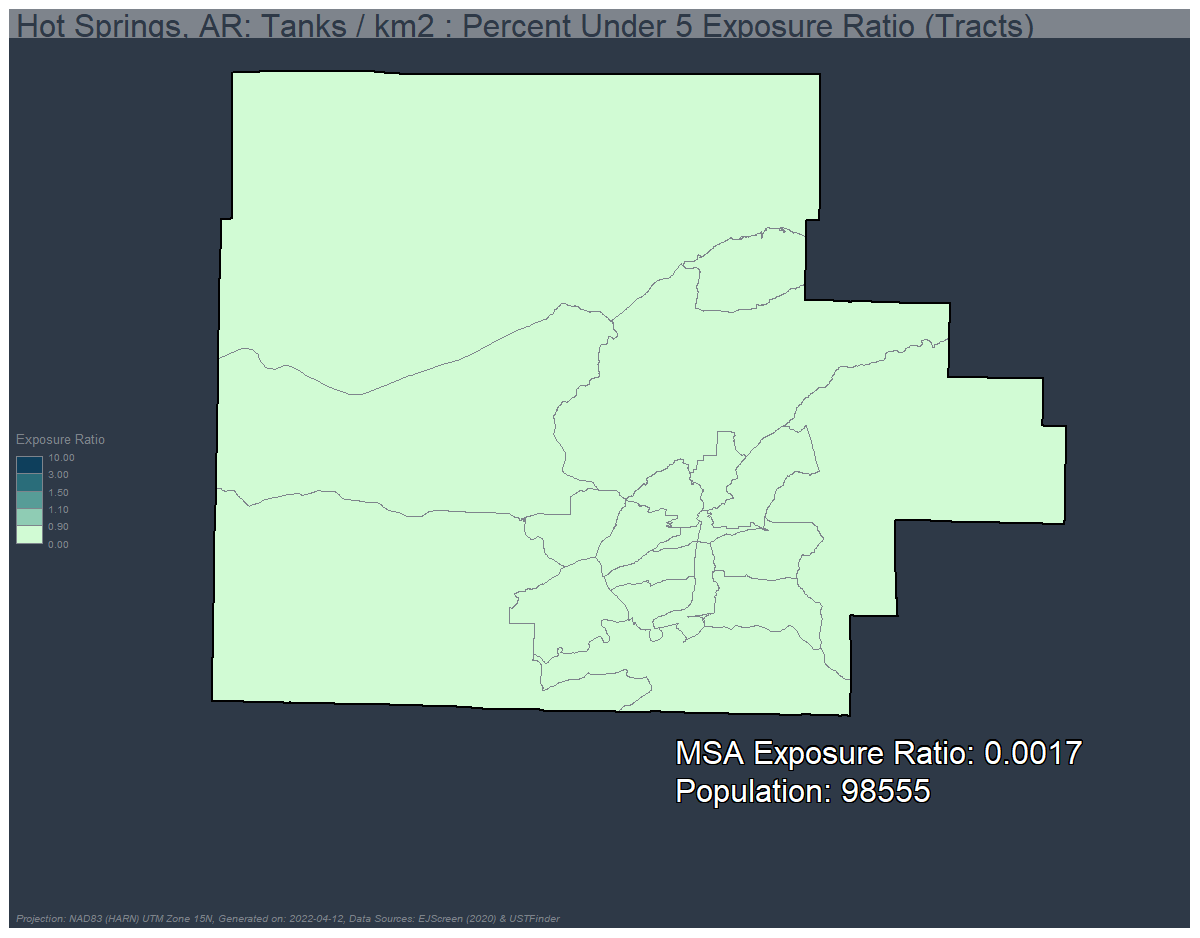 Hot Springs, AR: Tanks / km2 : Percent Under 5 Exposure Ratio (Tracts)
Exposure Ratio
10.00
3.00
1.50
1.10
0.90
0.00
MSA Exposure Ratio: 0.0017
Population: 98555
Projection: NAD83 (HARN) UTM Zone 15N, Generated on: 2022-04-12, Data Sources: EJScreen (2020) & USTFinder